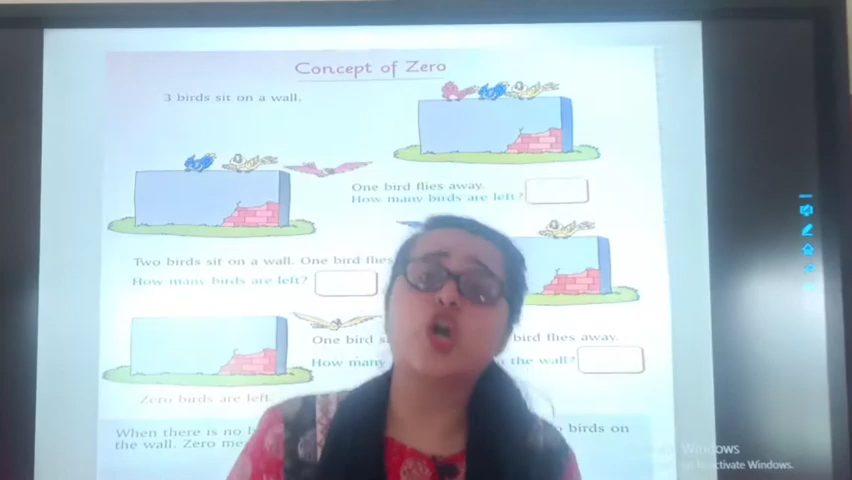 Concept of Zero
3 birds sit on a wall.
One bird flies away.
How many birds are left?
Two birds sit on a wall. One bird flies
How many birds are left?
One bird bird flies away.
How many the wall?
Zero birds are left.
When there is no birds on
the wall. Zero
Windows
Activate Windows.